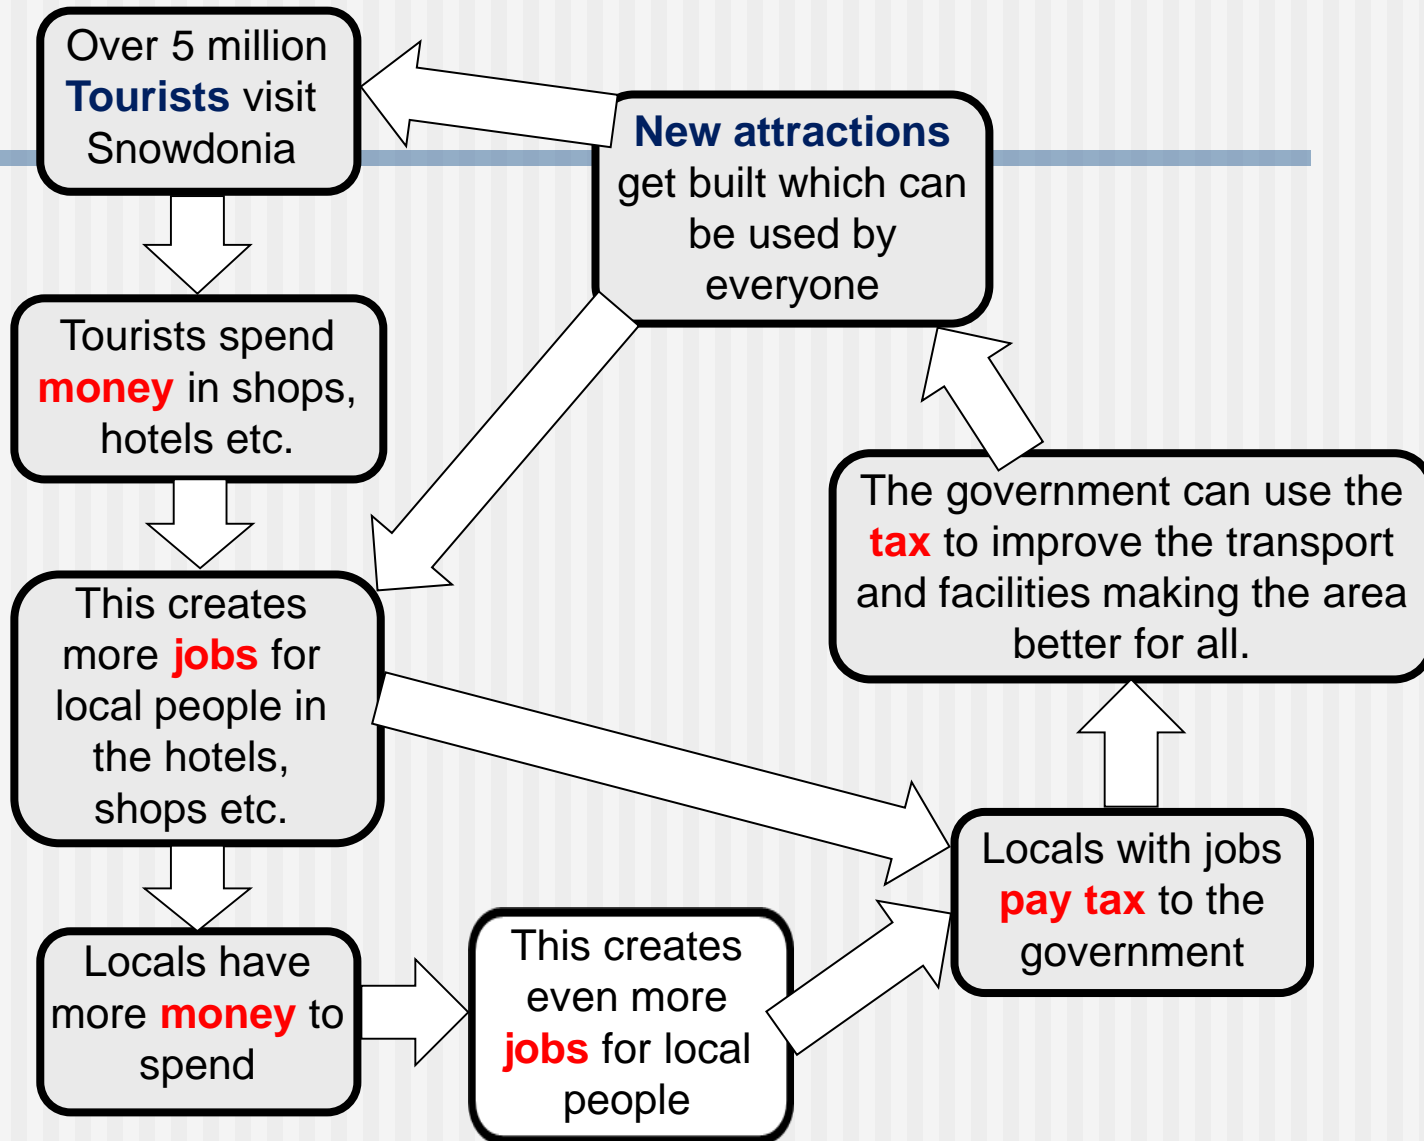 Over 5 million
Tourists visit
Snowdonia
New attractions
get built which can
be used by
everyone
Tourists spend
money in shops,
hotels etc.
The government can use the
tax to improve the transport
and facilities making the area
better for all.
This creates
more jobs for
local people in
the hotels,
shops etc.
Locals with jobs
pay tax to the
government
Locals have
more money to
spend
This creates
even more
jobs for local
people